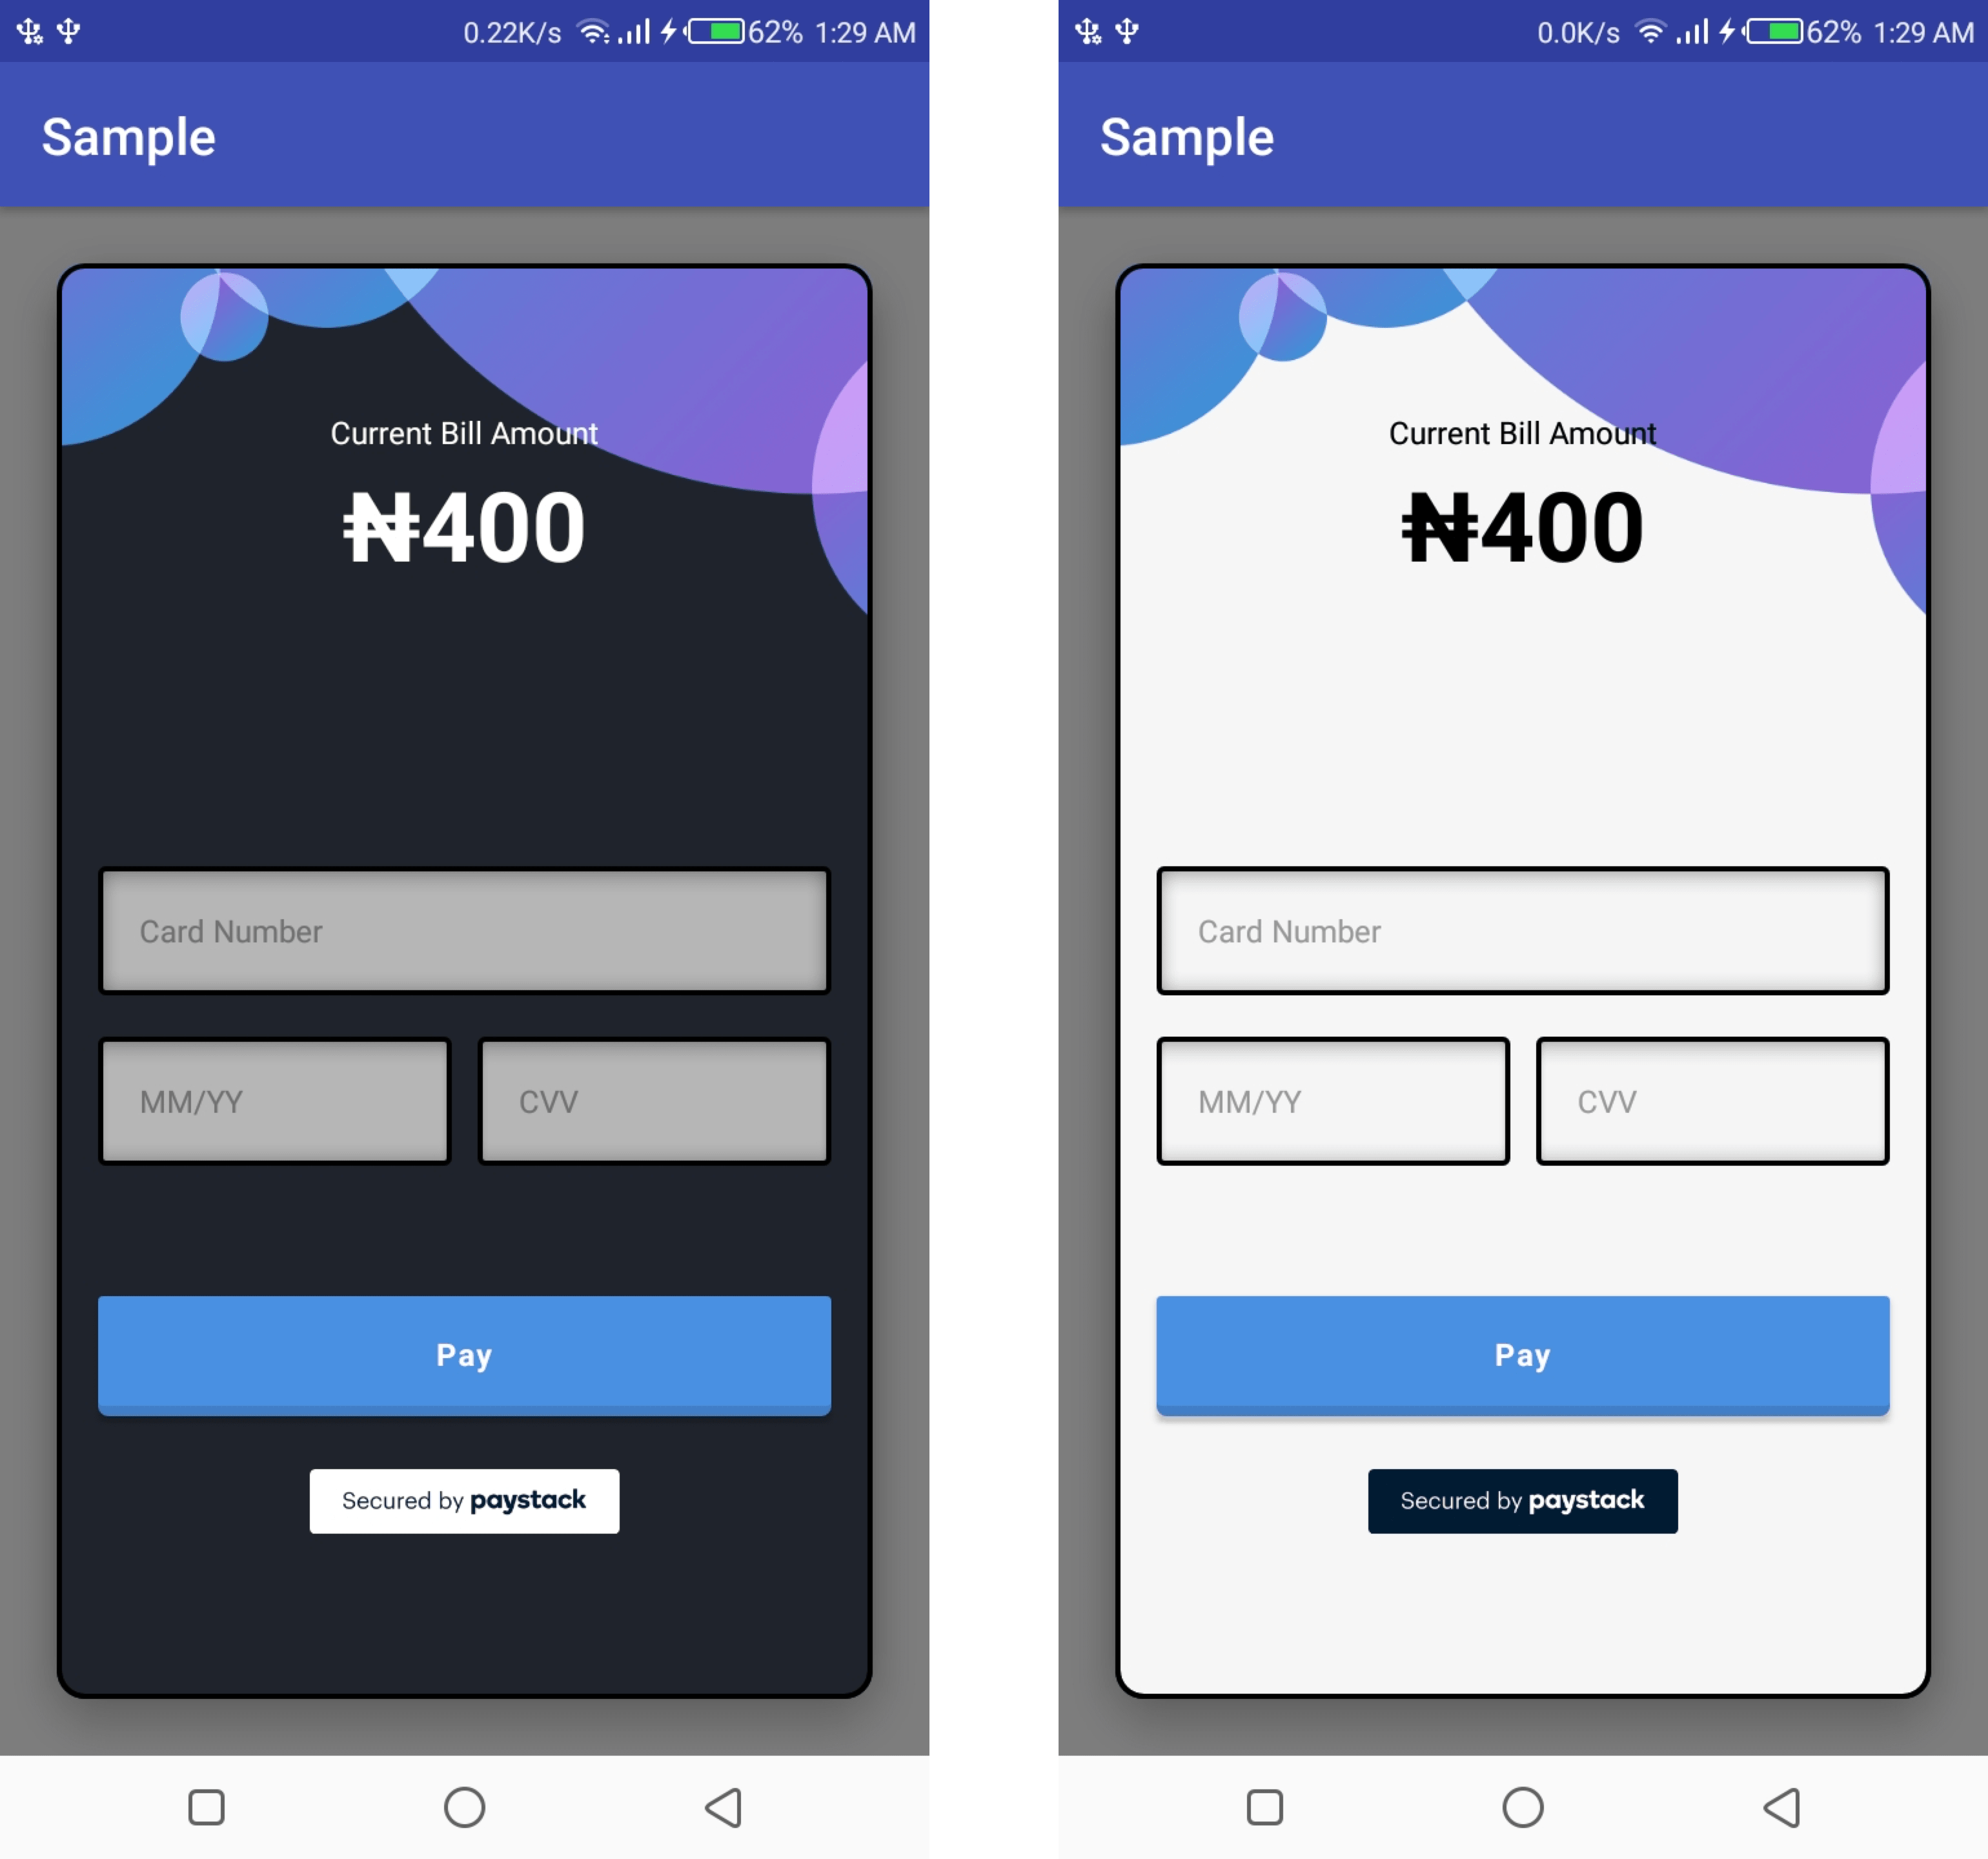 0.22K/s 62% 1:29 AM
Sample
Current Bill Amount
₦400
Card Number
MM/YY CVV
Pay
Secured by paystack
0.0K/s 62% 1:29 AM
Sample
Current Bill Amount
₦400
Card Number
MM/YY CVV
Pay
Secured by paystack